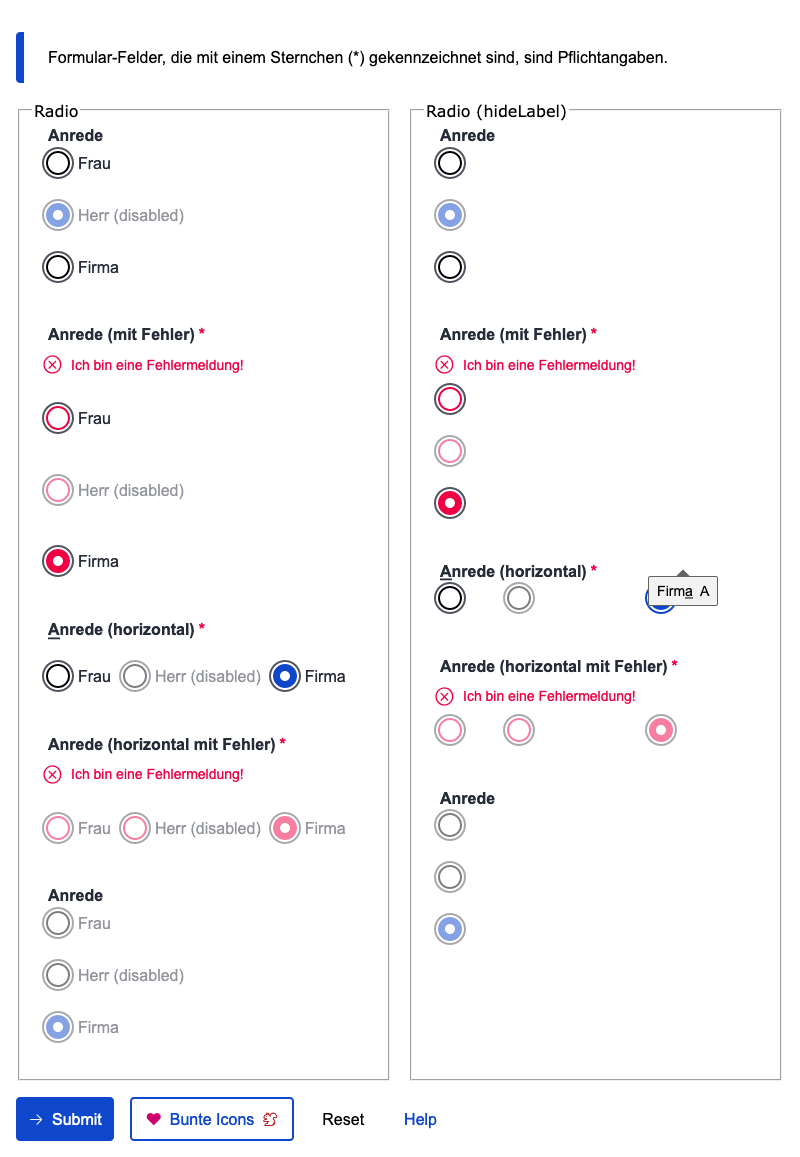 Formular-Felder, die mit einem Sternchen (*) gekennzeichnet sind, sind Pflichtangaben.
Radio
Anrede
Frau
Herr (disabled)
Firma
Anrede (mit Fehler) *
Ich bin eine Fehlermeldung!
Frau
Herr (disabled)
Firma
Anrede (horizontal) *
Frau Herr (disabled) Firma
Anrede (horizontal mit Fehler) *
Ich bin eine Fehlermeldung!
Frau Herr (disabled) Firma
Anrede
Frau
Herr (disabled)
Firma
Radio (hideLabel)
Anrede
Anrede (mit Fehler) *
Ich bin eine Fehlermeldung!
Anrede (horizontal) *
Firma A
Anrede (horizontal mit Fehler) *
Ich bin eine Fehlermeldung!
Anrede
Submit Bunte Icons Reset Help